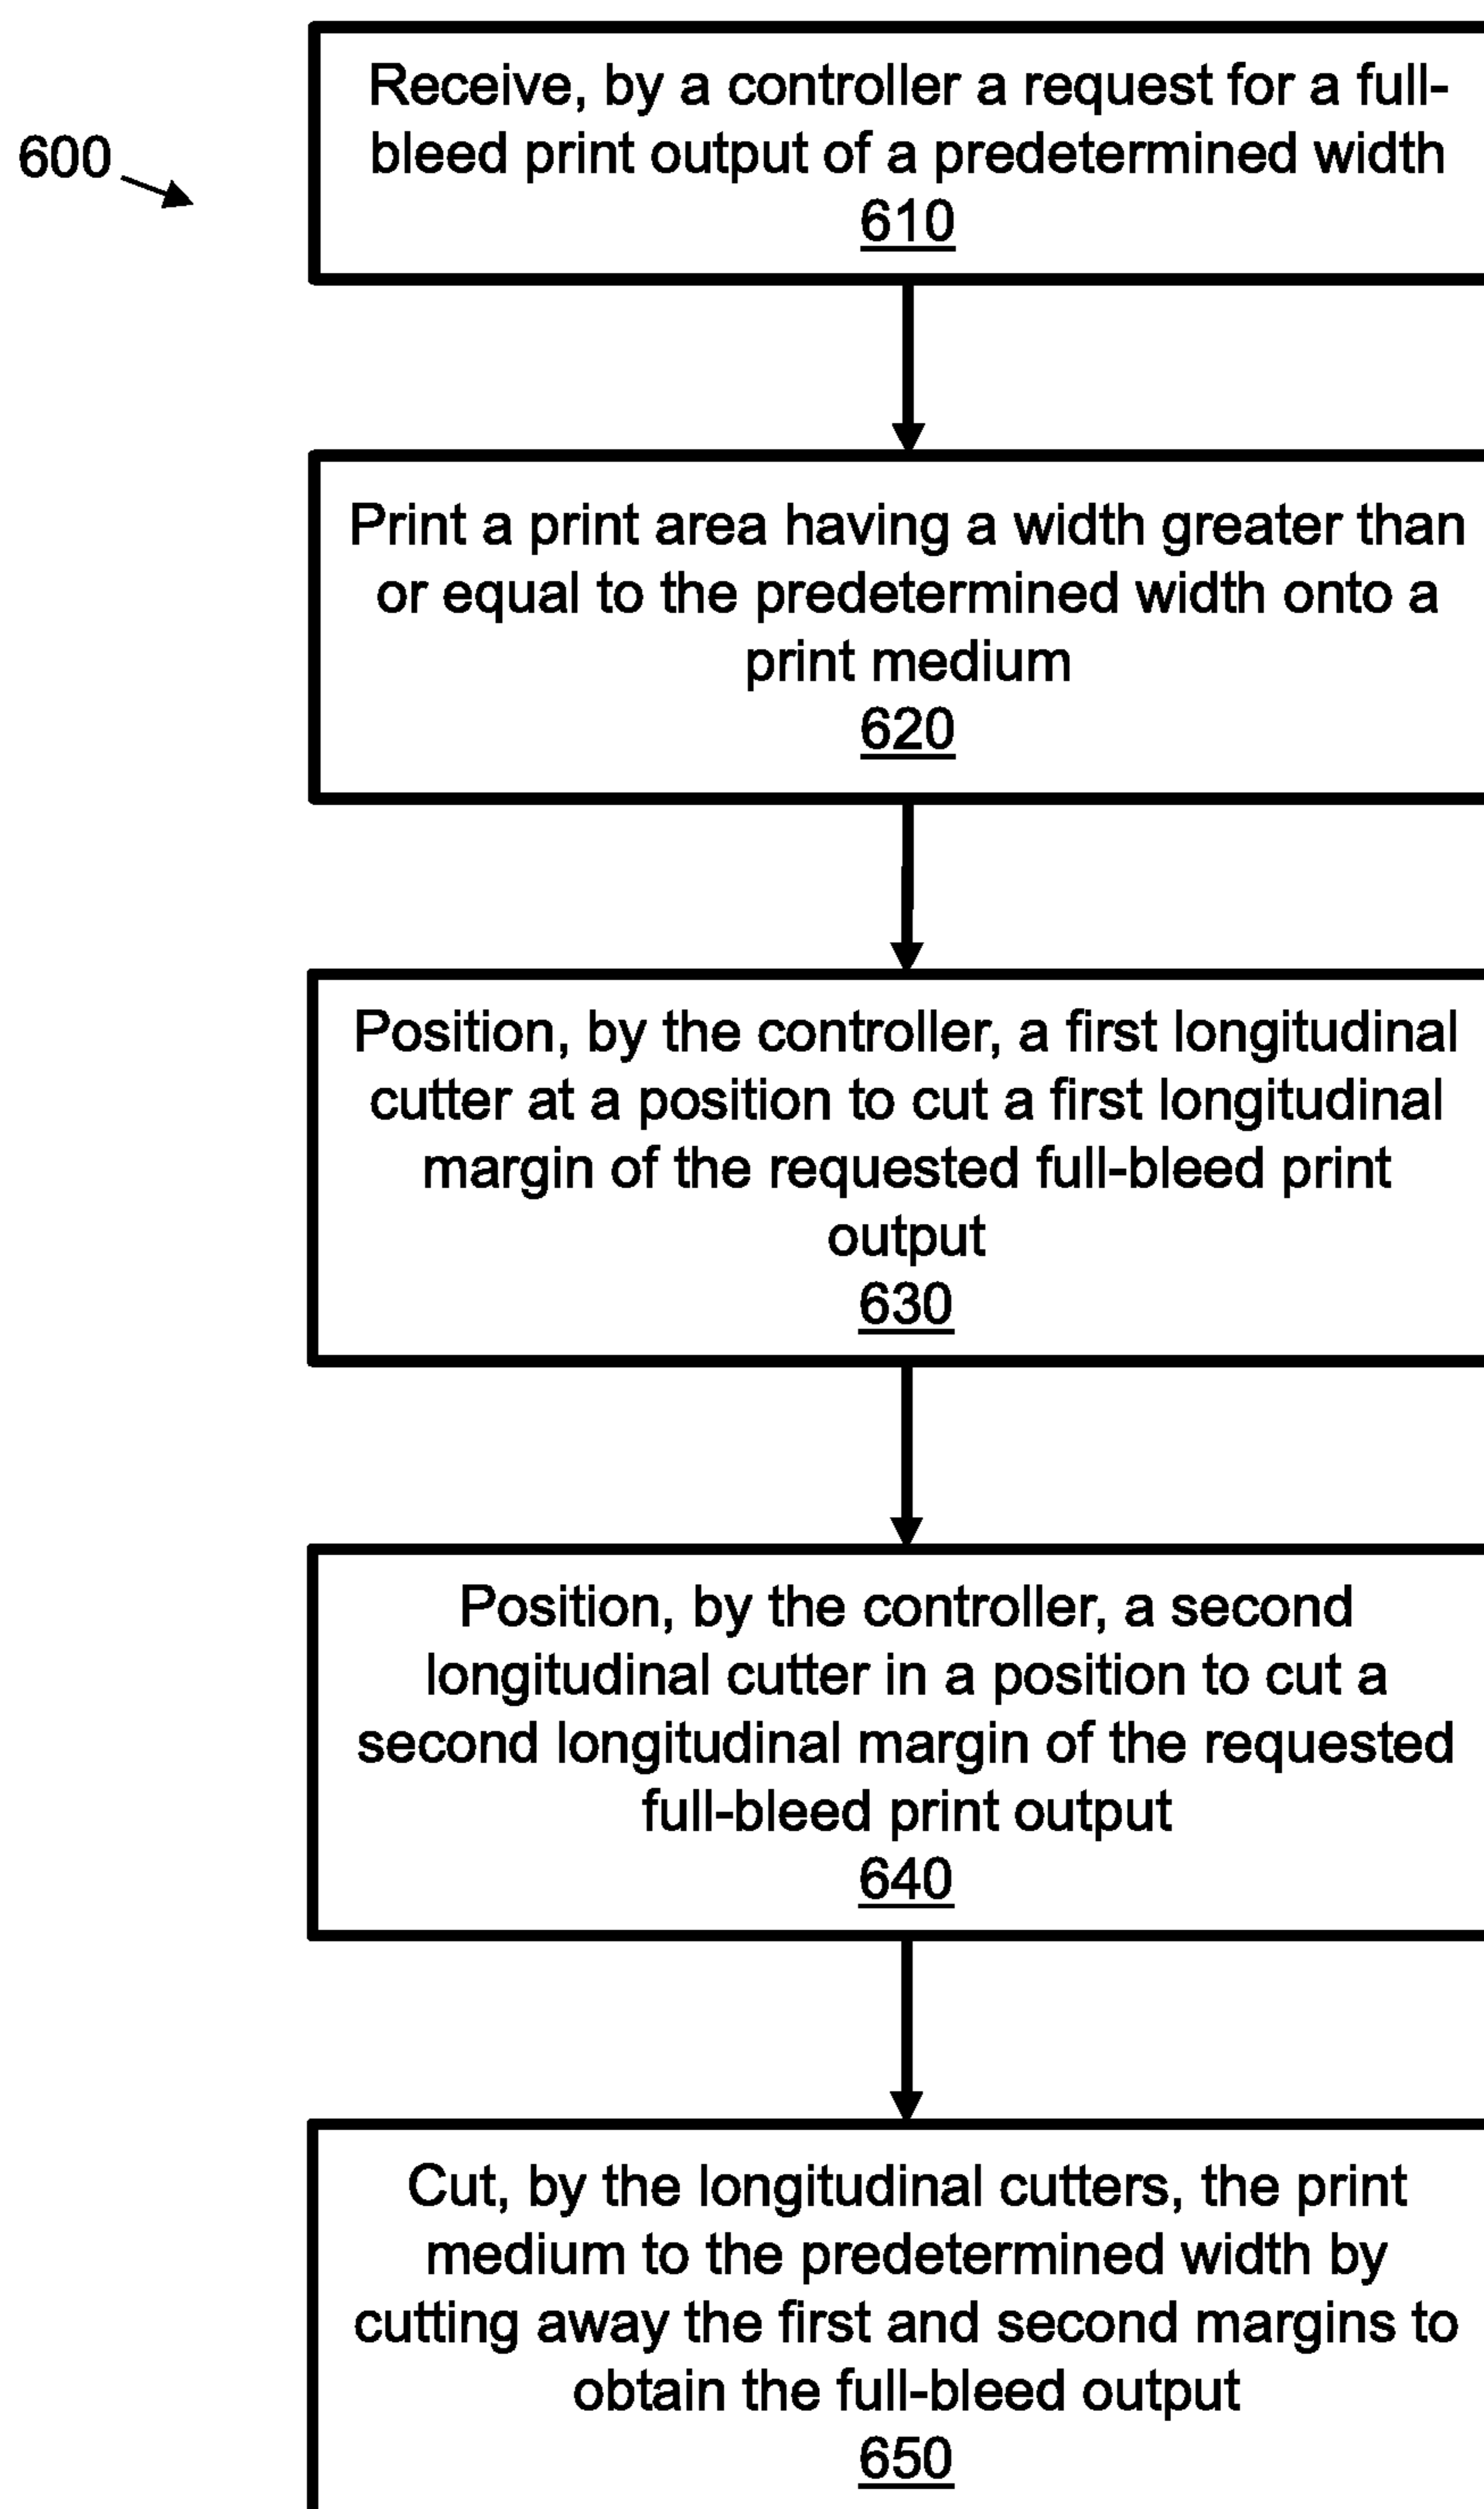 600
Receive, by a controller a request for a full-
bleed print output of a predetermined width
610
Print a print area having a width greater than
or equal to the predetermined width onto a
print medium
620
Position, by the controller, a first longitudinal
cutter at a position to cut a first longitudinal
margin of the requested full-bleed print
output
630
Position, by the controller, a second
longitudinal cutter in a position to cut a
second longitudinal margin of the requested
full-bleed print output
640
Cut, by the longitudinal cutters, the print
medium to the predetermined width by
cutting away the first and second margins to
obtain the full-bleed output
650